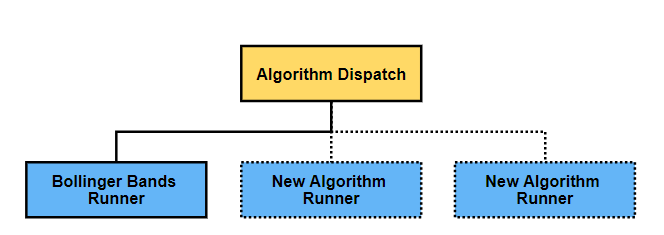 Algorithm Dispatch
Bollinger Bands
Runner
New Algorithm
Runner
New Algorithm
Runner